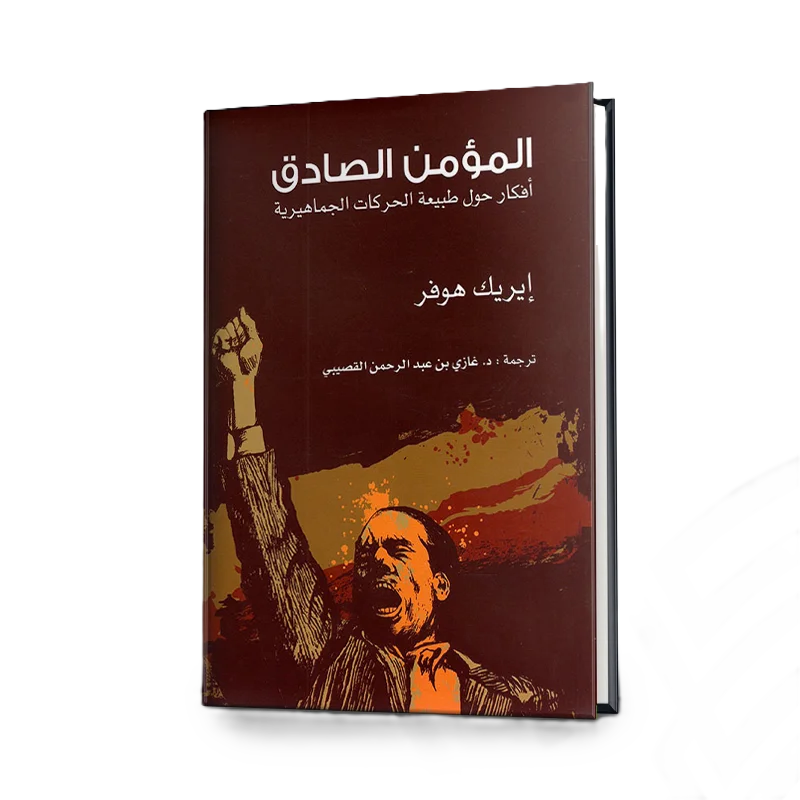 المؤمن الصادق
أفكار حول طبيعة الحركات الجماهيرية
إيريك هوفر
ترجمة : د. غازي بن عبد الرحمن القصيبي